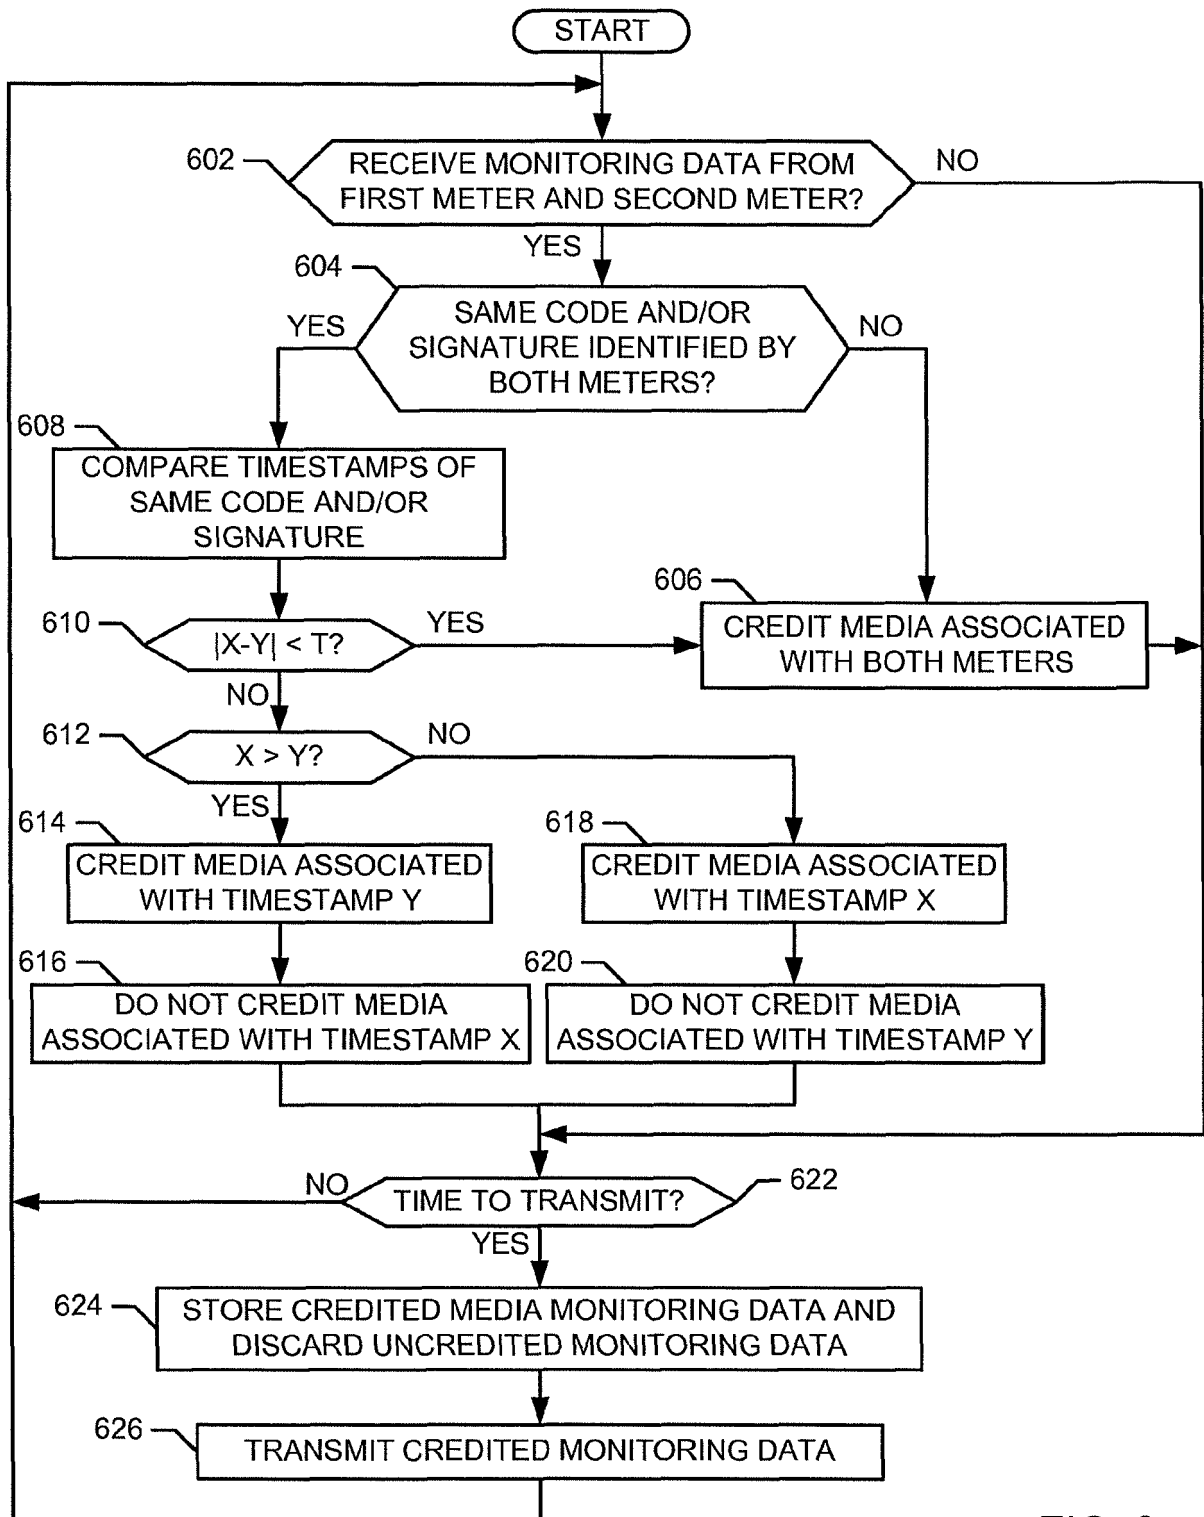 START
602
RECEIVE MONITORING DATA FROM
FIRST METER AND SECOND METER?
NO
YES
604
SAME CODE AND/OR
SIGNATURE IDENTIFIED BY
BOTH METERS?
YES
NO
608
COMPARE TIMESTAMPS OF
SAME CODE AND/OR
SIGNATURE
606
CREDIT MEDIA ASSOCIATED
WITH BOTH METERS
610
|X-Y| < T?
YES
NO
612
X > Y?
NO
YES
614
CREDIT MEDIA ASSOCIATED
WITH TIMESTAMP Y
618
CREDIT MEDIA ASSOCIATED
WITH TIMESTAMP X
616
DO NOT CREDIT MEDIA
ASSOCIATED WITH TIMESTAMP X
620
DO NOT CREDIT MEDIA
ASSOCIATED WITH TIMESTAMP Y
NO
TIME TO TRANSMIT?
622
YES
624
STORE CREDITED MEDIA MONITORING DATA AND
DISCARD UNCREDITED MONITORING DATA
626
TRANSMIT CREDITED MONITORING DATA